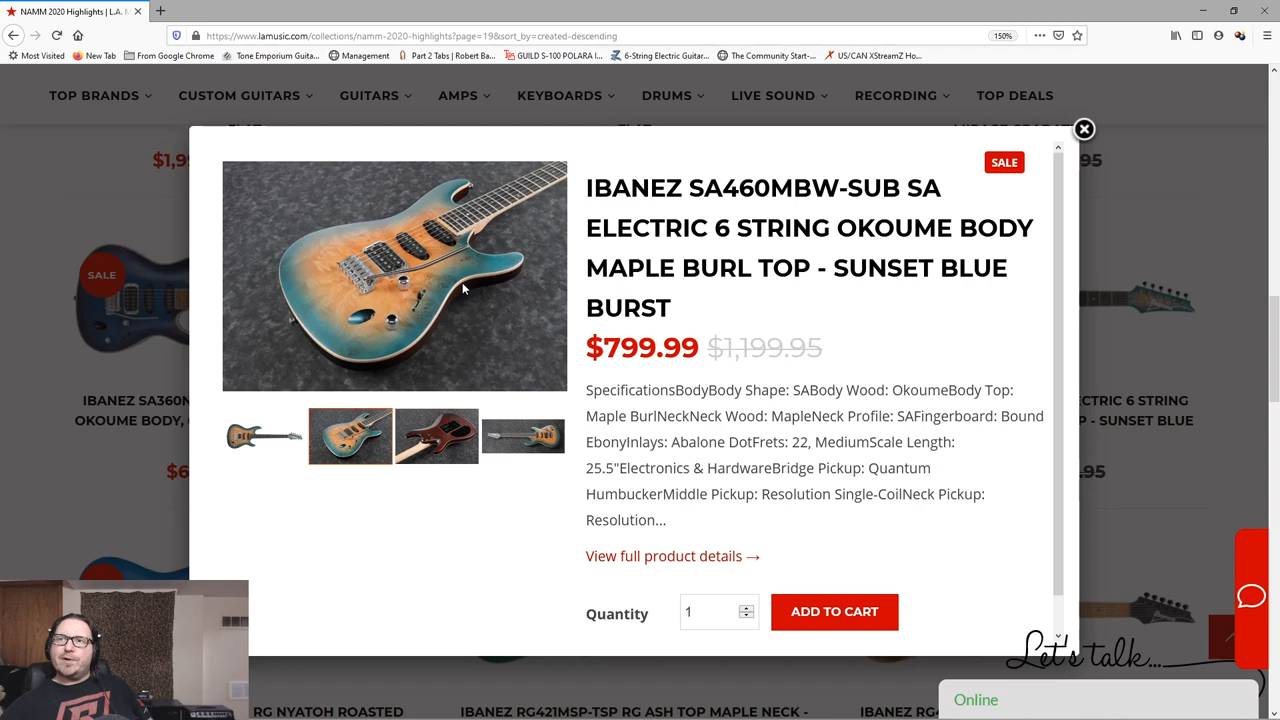 NAMM 2020 Highlights | L.A. M
https://www.lamusic.com/collections/namm-2020-highlights?page=19&sort_by=created-descending
150%
Most Visited
New Tab
From Google Chrome
Tone Emporium Guita...
Management
Part 2 Tabs | Robert Ba...
GUILD S-100 POLARA I...
6-String Electric Guitar...
The Community Start-...
US/CAN XStreamZ Ho...
TOP BRANDS
CUSTOM GUITARS
GUITARS
AMPS
KEYBOARDS
DRUMS
LIVE SOUND
RECORDING
TOP DEALS
SALE
IBANEZ SA460MBW-SUB SA
ELECTRIC 6 STRING OKOUME BODY
MAPLE BURL TOP - SUNSET BLUE
BURST
$799.99 $1,199.95
SpecificationsBodyBody Shape: SABody Wood: OkoumeBody Top:
Maple BurlNeckNeck Wood: MapleNeck Profile: SAFingerboard: Bound
EbonyInlays: Abalone DotFrets: 22, MediumScale Length:
25.5"Electronics & HardwareBridge Pickup: Quantum
HumbuckerMiddle Pickup: Resolution Single-CoilNeck Pickup:
Resolution...
View full product details →
Quantity
1
ADD TO CART
$1,9
SALE
IBANEZ SA360N
OKOUME BODY,
$6
CTRIC 6 STRING
P - SUNSET BLUE
.95
Let's talk...
Online
RG NYATOH ROASTED
IBANEZ RG421MSP-TSP RG ASH TOP MAPLE NECK -
IBANEZ RG4